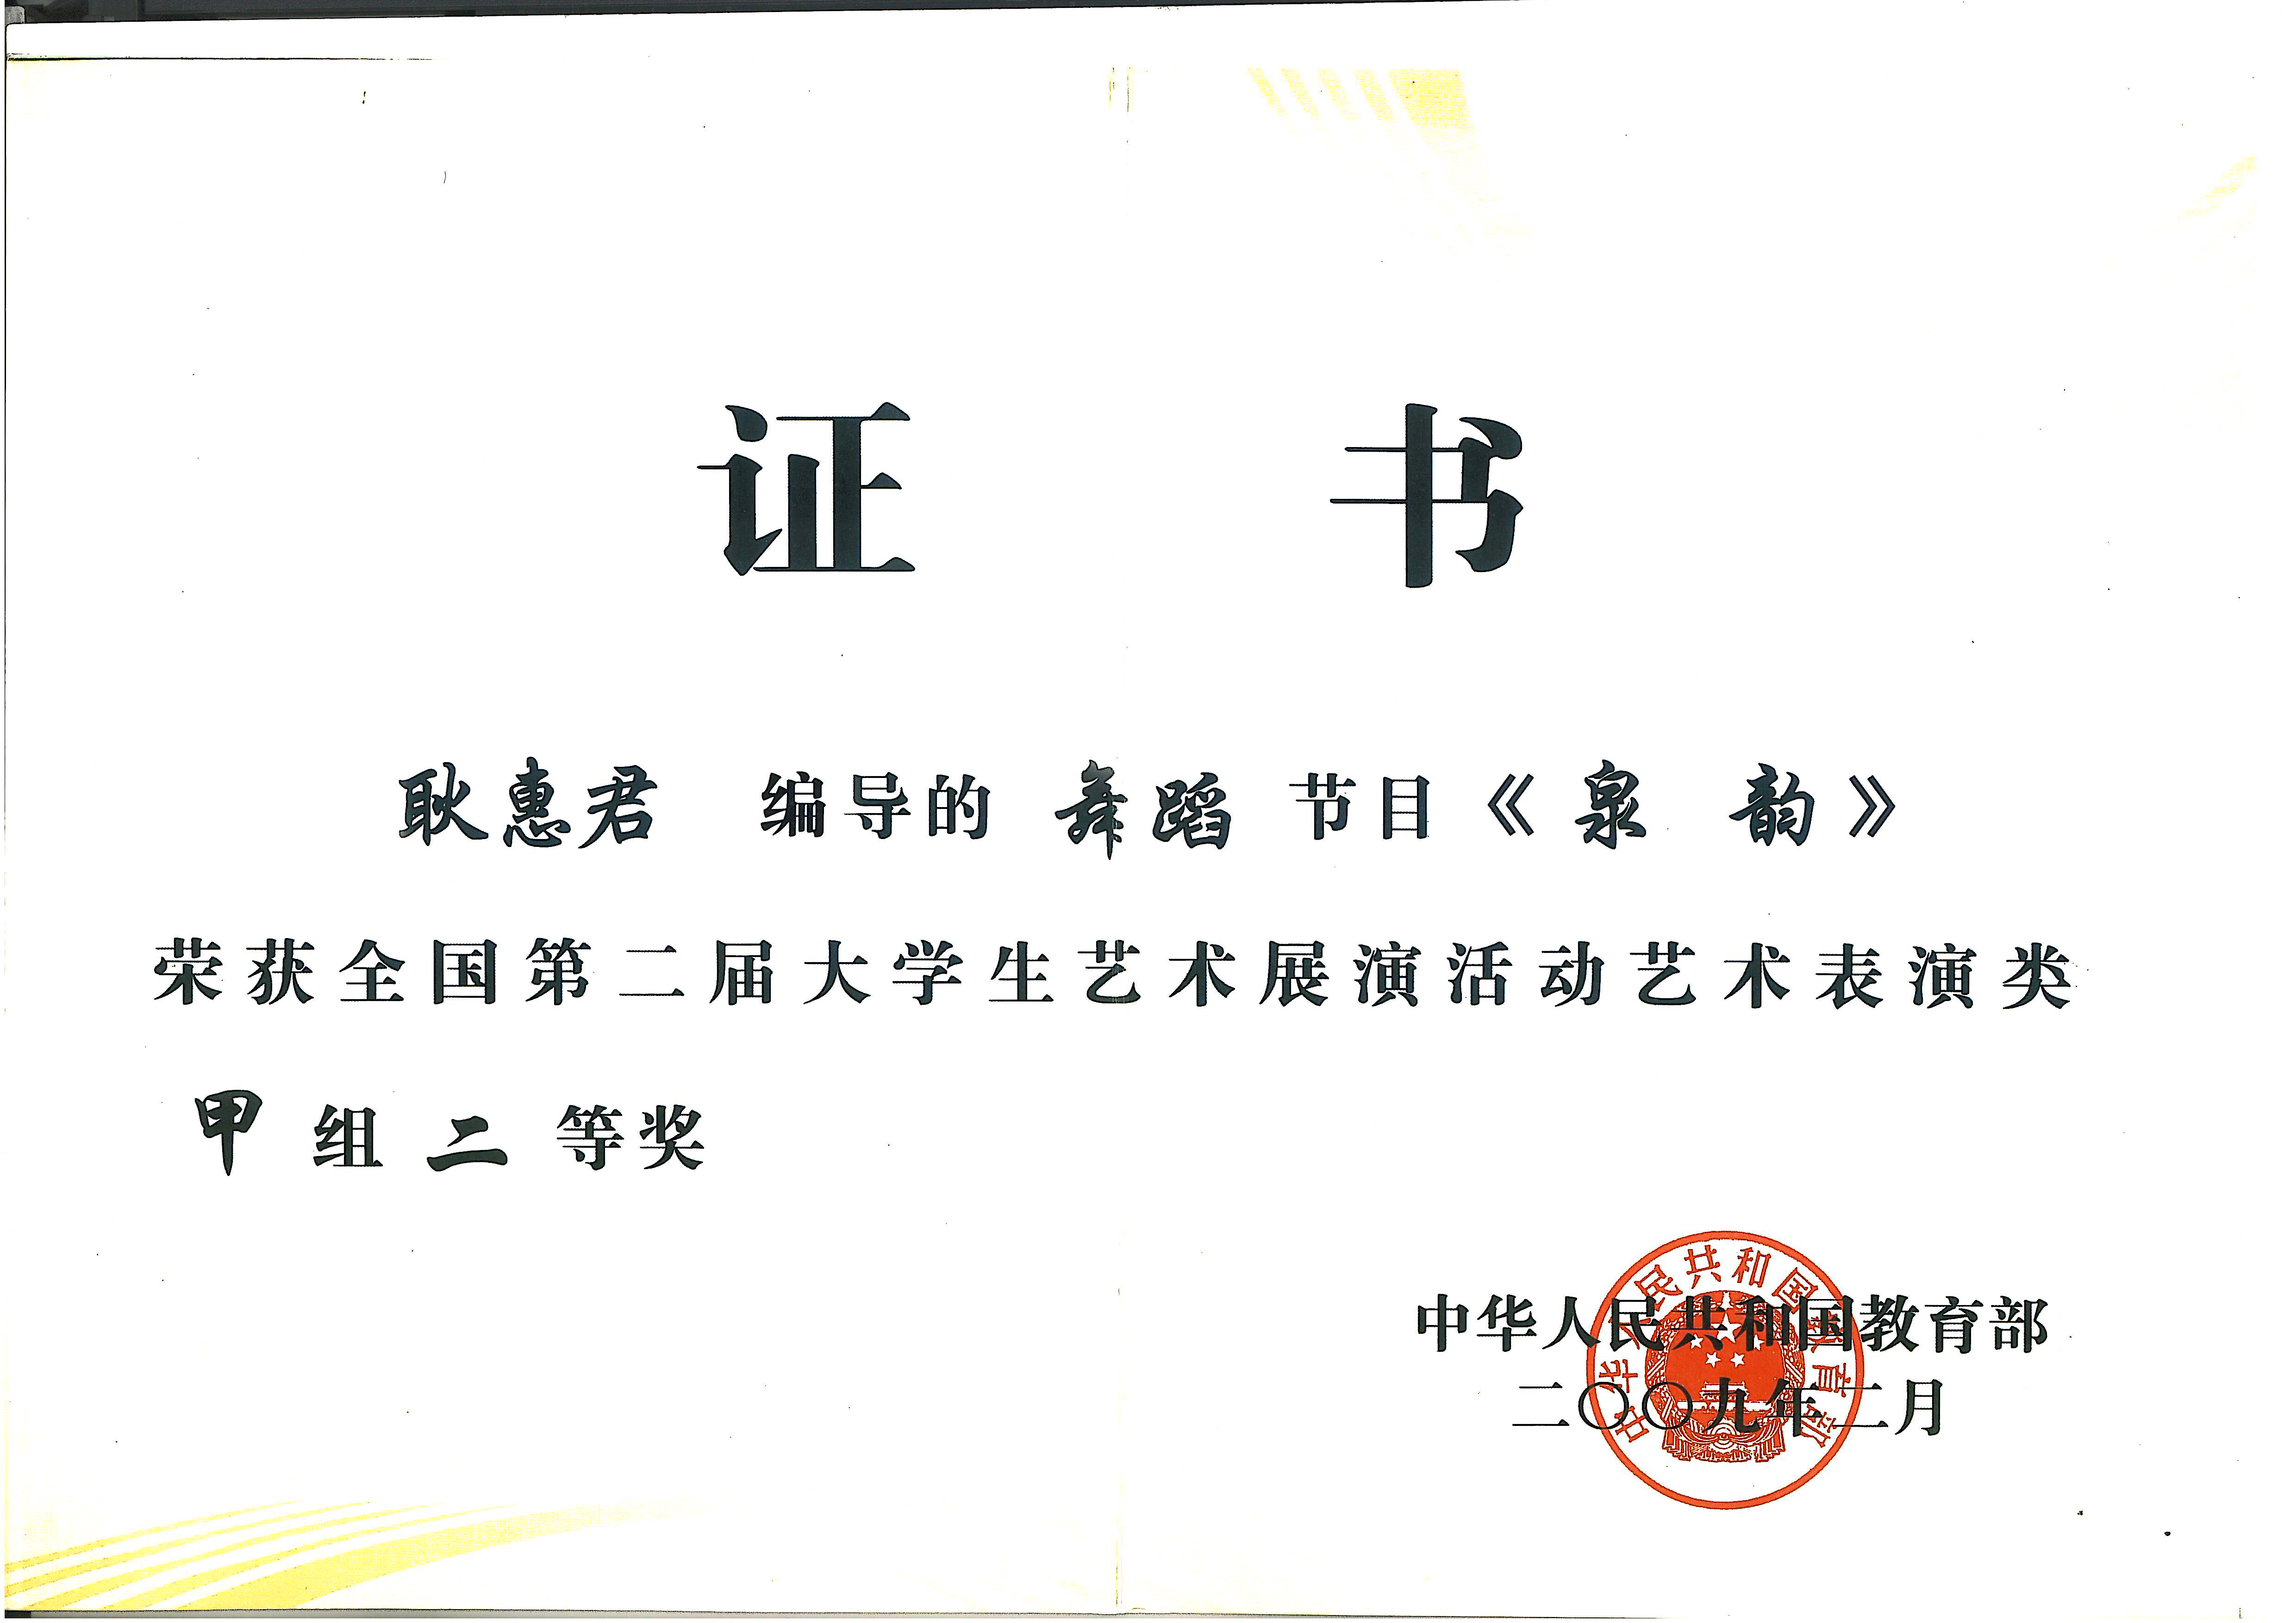 证 书
耿惠君 编导的 舞蹈 节目《泉 韵》
荣获全国第二届大学生艺术展演活动艺术表演类
甲 组 二 等奖
中华人民共和国教育部
二〇〇九年二月
中华人民共和国教育部